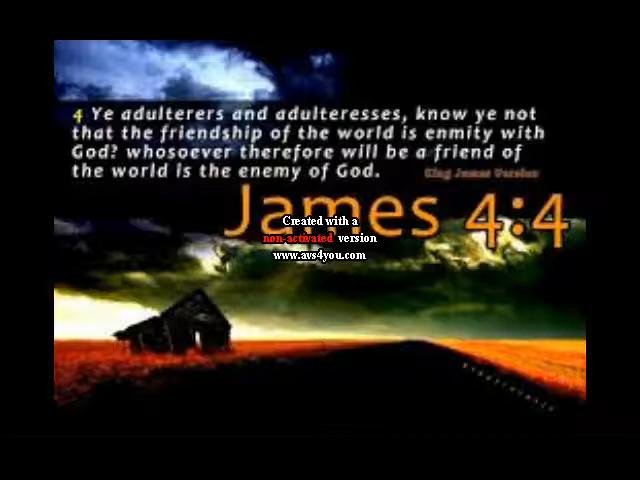 4 Ye adulterers and adulteresses, know ye not
that the friendship of the world is enmity with
God? whosoever therefore will be a friend of
the world is the enemy of God.
King James Version
James 4:4
Created with a
non-activated version
www.avs4you.com